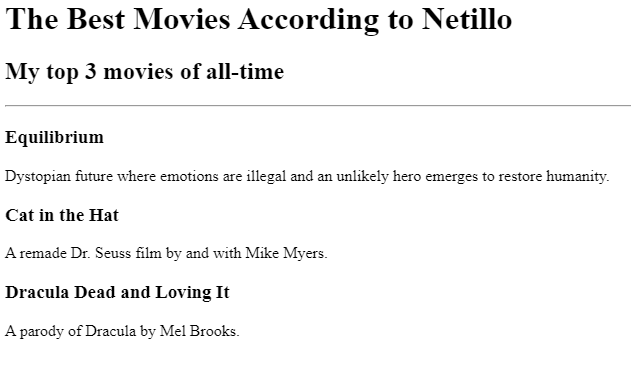 The Best Movies According to Netillo
My top 3 movies of all-time
Equilibrium
Dystopian future where emotions are illegal and an unlikely hero emerges to restore humanity.
Cat in the Hat
A remade Dr. Seuss film by and with Mike Myers.
Dracula Dead and Loving It
A parody of Dracula by Mel Brooks.